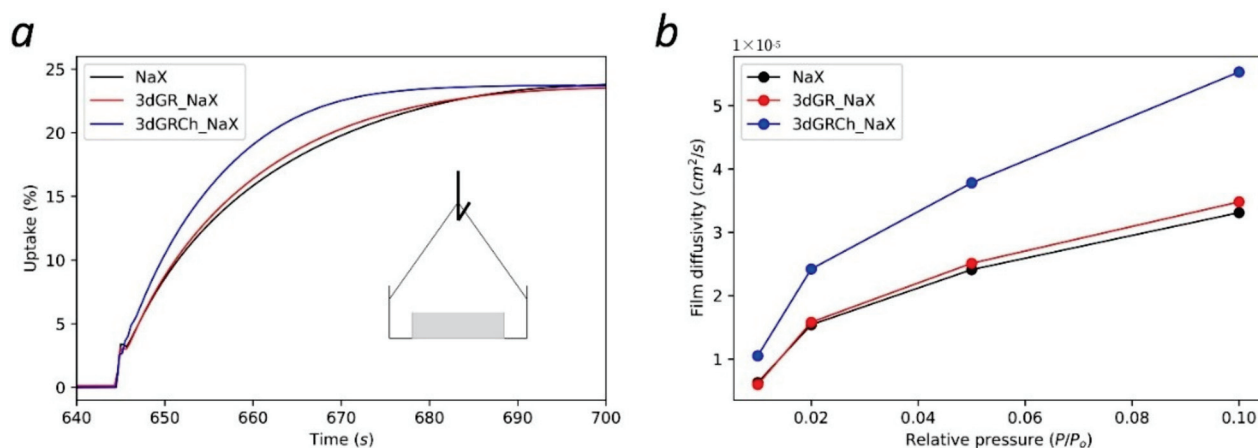 a
NaX
3dGR_NaX
3dGRCh_NaX
Uptake (%)
25
20
15
10
5
0
640 650 660 670 680 690 700
Time (s)
b
1×10⁻⁵
NaX
3dGR_NaX
3dGRCh_NaX
Film diffusivity (cm²/s)
5
4
3
2
1
0.02 0.04 0.06 0.08 0.10
Relative pressure (P/Pₒ)